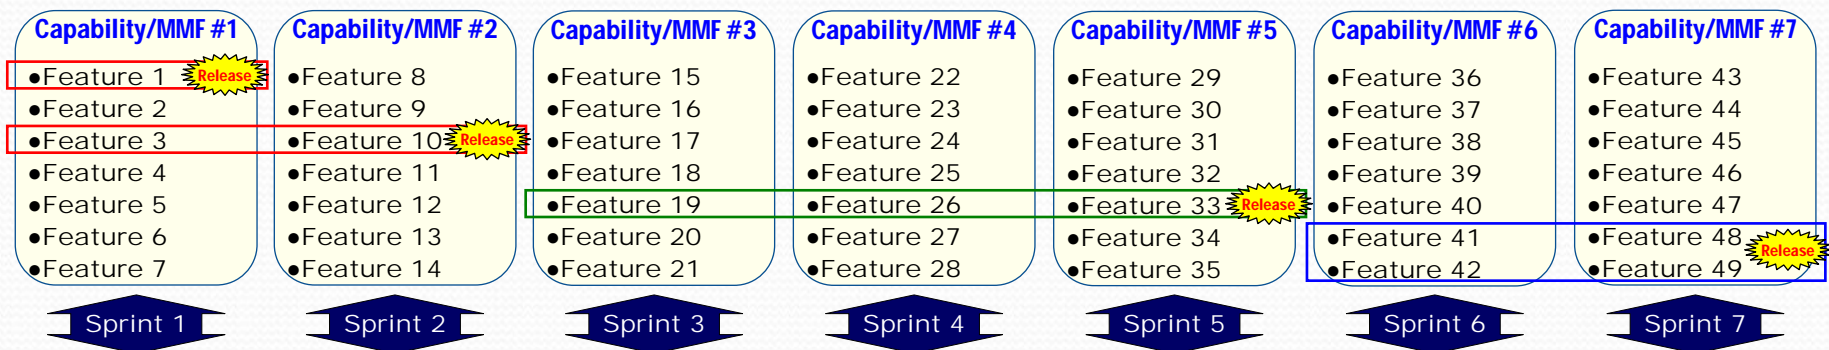 Capability/MMF #1
●Feature 1
Release
●Feature 2
●Feature 3
●Feature 4
●Feature 5
●Feature 6
●Feature 7
Sprint 1
Capability/MMF #2
●Feature 8
●Feature 9
●Feature 10
Release
●Feature 11
●Feature 12
●Feature 13
●Feature 14
Sprint 2
Capability/MMF #3
●Feature 15
●Feature 16
●Feature 17
●Feature 18
●Feature 19
●Feature 20
●Feature 21
Sprint 3
Capability/MMF #4
●Feature 22
●Feature 23
●Feature 24
●Feature 25
●Feature 26
●Feature 27
●Feature 28
Sprint 4
Capability/MMF #5
●Feature 29
●Feature 30
●Feature 31
●Feature 32
●Feature 33
Release
●Feature 34
●Feature 35
Sprint 5
Capability/MMF #6
●Feature 36
●Feature 37
●Feature 38
●Feature 39
●Feature 40
●Feature 41
●Feature 42
Sprint 6
Capability/MMF #7
●Feature 43
●Feature 44
●Feature 45
●Feature 46
●Feature 47
●Feature 48
Release
●Feature 49
Sprint 7